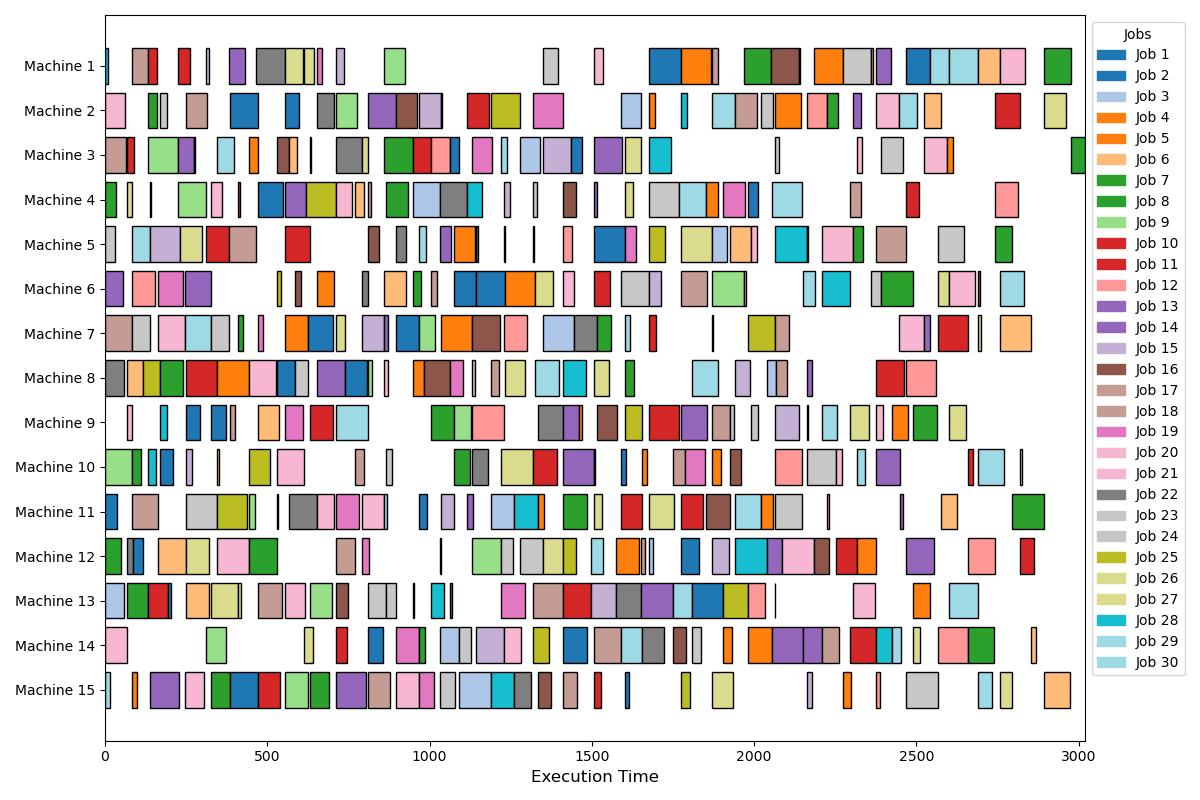 Jobs
Machine 1
Machine 2
Machine 3
Machine 4
Machine 5
Machine 6
Machine 7
Machine 8
Machine 9
Machine 10
Machine 11
Machine 12
Machine 13
Machine 14
Machine 15
Job 1
Job 2
Job 3
Job 4
Job 5
Job 6
Job 7
Job 8
Job 9
Job 10
Job 11
Job 12
Job 13
Job 14
Job 15
Job 16
Job 17
Job 18
Job 19
Job 20
Job 21
Job 22
Job 23
Job 24
Job 25
Job 26
Job 27
Job 28
Job 29
Job 30
0 500 1000 1500 2000 2500 3000
Execution Time